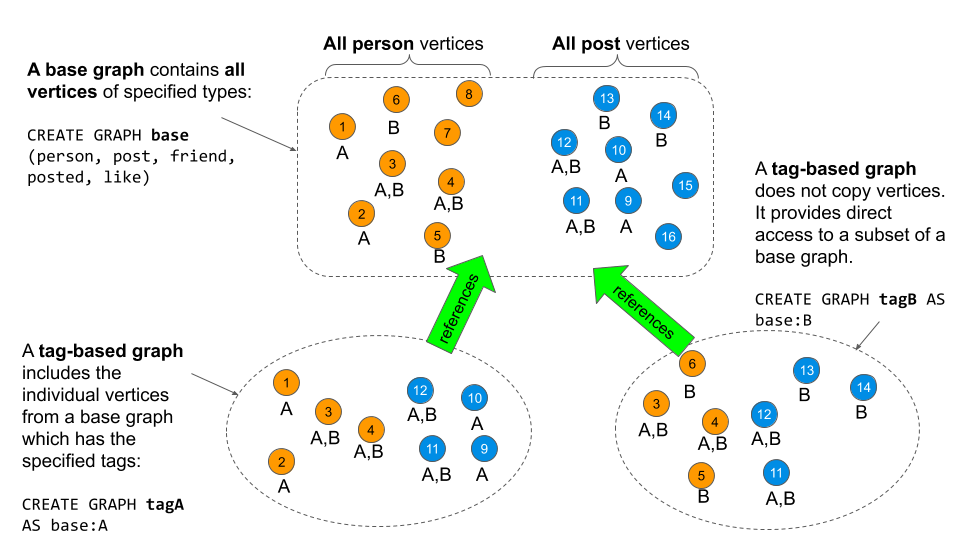 All person vertices
All post vertices
A base graph contains all
vertices of specified types:
CREATE GRAPH base
(person, post, friend,
posted, like)
6
B
8
1
A
7
3
A,B
4
A,B
2
A
5
B
13
B
14
B
12
A,B
10
A
15
11
A,B
9
A
16
A tag-based graph
does not copy vertices.
It provides direct
access to a subset of a
base graph.
CREATE GRAPH tagB AS
base:B
references
references
A tag-based graph
includes the
individual vertices
from a base graph
which has the
specified tags:
CREATE GRAPH tagA
AS base:A
1
A
3
A,B
4
A,B
2
A
12
A,B
10
A
11
A,B
9
A
6
B
3
A,B
4
A,B
5
B
13
B
14
B
12
A,B
11
A,B